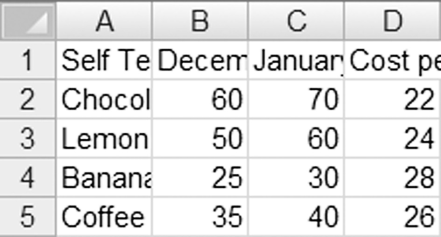 A B C D
1 Self Te Decem January Cost pe
2 Chocol 60 70 22
3 Lemon 50 60 24
4 Banana 25 30 28
5 Coffee 35 40 26